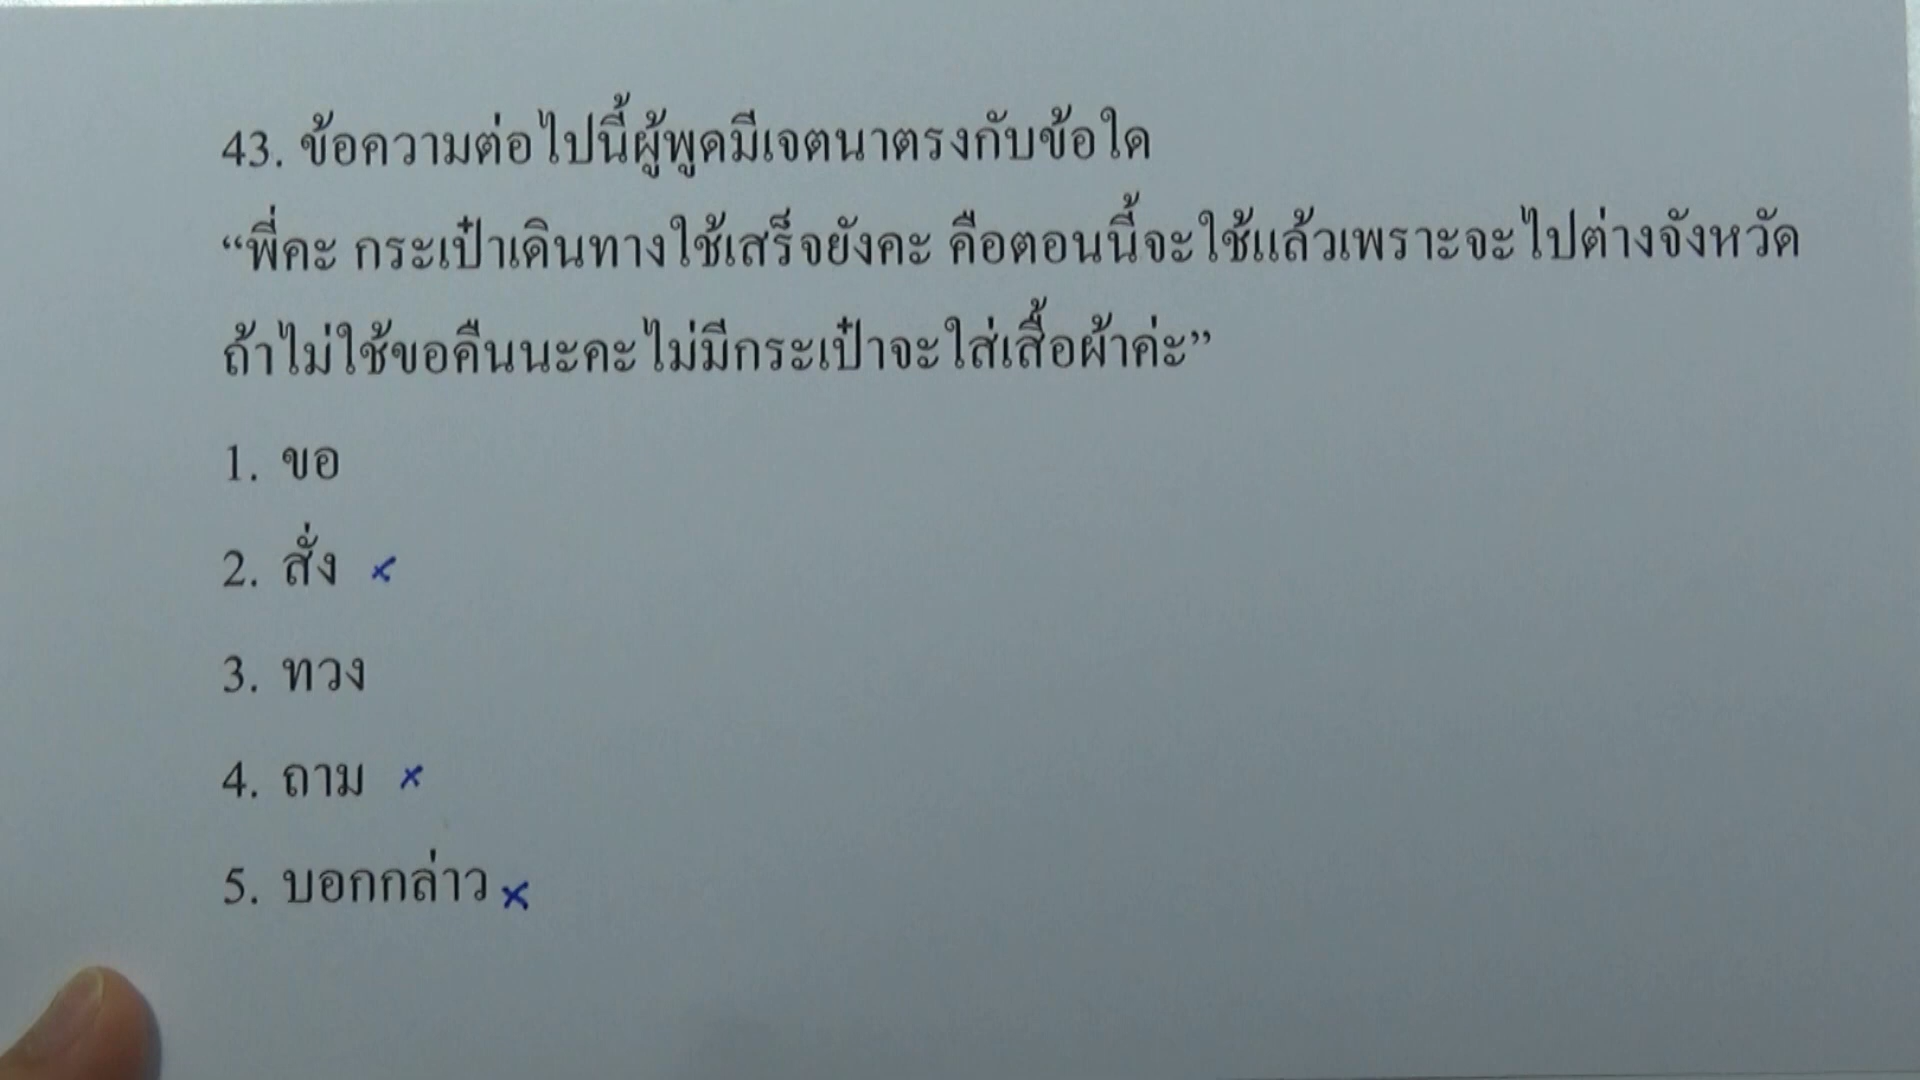 43. ข้อความต่อไปนี้ผู้พูดมีเจตนาตรงกับข้อใด
“พี่คะ กระเป๋าเดินทางใช้เสร็จยังคะ คือตอนนี้จะใช้แล้วเพราะจะไปต่างจังหวัด
ถ้าไม่ใช้ขอคืนนะคะไม่มีกระเป๋าจะใส่เสื้อผ้าค่ะ”
1. ขอ
2. สั่ง ×
3. ทวง
4. ถาม ×
5. บอกกล่าว ×